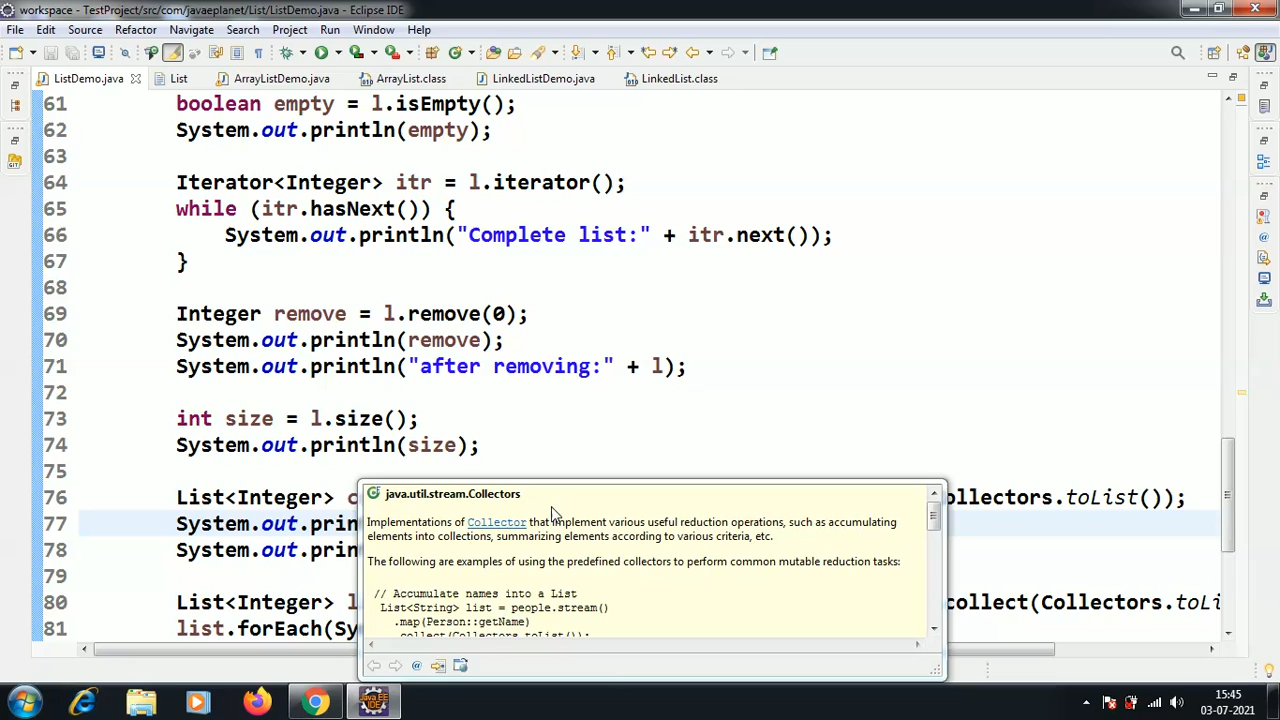 workspace - TestProject/src/com/javaeplanet/List/ListDemo.java - Eclipse IDE
File Edit Source Refactor Navigate Search Project Run Window Help
ListDemo.java List ArrayListDemo.java ArrayList.class LinkedListDemo.java LinkedList.class
61 boolean empty = l.isEmpty();
62 System.out.println(empty);
63
64 Iterator<Integer> itr = l.iterator();
65 while (itr.hasNext()) {
66 System.out.println("Complete list:" + itr.next());
67 }
68
69 Integer remove = l.remove(0);
70 System.out.println(remove);
71 System.out.println("after removing:" + l);
72
73 int size = l.size();
74 System.out.println(size);
75
76 List<Integer> c ollectors.toList());
77 System.out.prin
78 System.out.prin
79
80 List<Integer> l collect(Collectors.toLi
81 list.forEach(Sy
java.util.stream.Collectors
Implementations of Collector that implement various useful reduction operations, such as accumulating
elements into collections, summarizing elements according to various criteria, etc.
The following are examples of using the predefined collectors to perform common mutable reduction tasks:
// Accumulate names into a List
List<String> list = people.stream()
.map(Person::getName)
.collect(Collectors.toList());
Java EE
IDE
15:45
03-07-2021